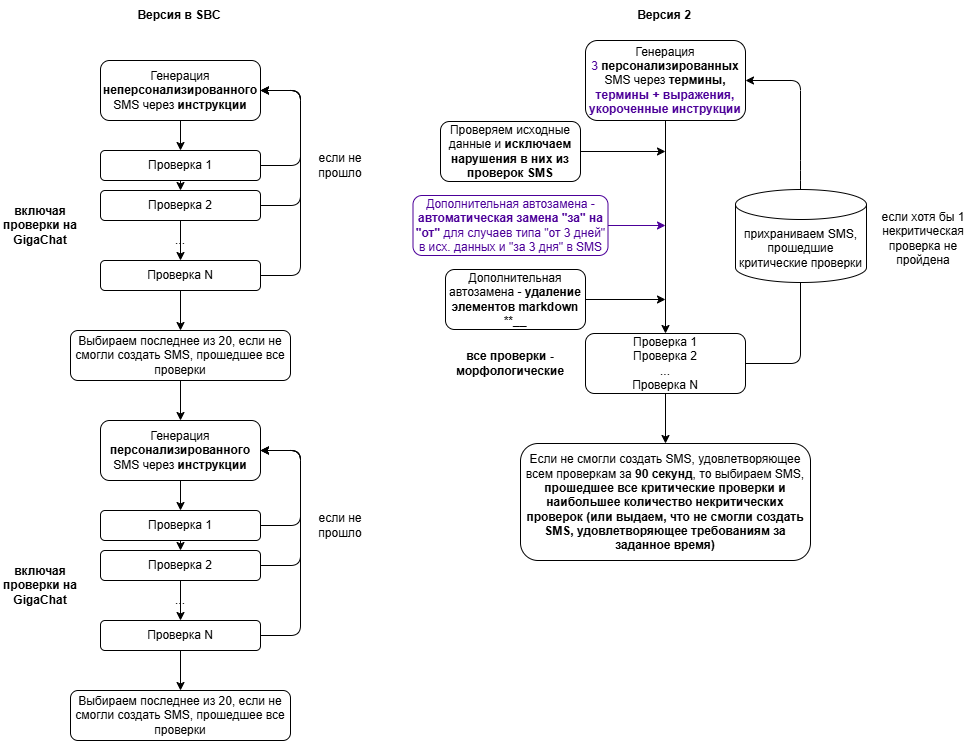 Версия в SBC
Генерация
неперсонализированного
SMS через инструкции
Проверка 1
если не
прошло
Проверка 2
включая
проверки на
GigaChat
...
Проверка N
Выбираем последнее из 20, если не
смогли создать SMS, прошедшее все
проверки
Генерация
персонализированного
SMS через инструкции
Проверка 1
если не
прошло
Проверка 2
включая
проверки на
GigaChat
...
Проверка N
Выбираем последнее из 20, если не
смогли создать SMS, прошедшее все
проверки
Версия 2
Генерация
3 персонализированных
SMS через термины,
термины + выражения,
укороченные инструкции
Проверяем исходные
данные и исключаем
нарушения в них из
проверок SMS
Дополнительная автозамена -
автоматическая замена "за" на
"от" для случаев типа "от 3 дней"
в исх. данных и "за 3 дня" в SMS
Дополнительная
автозамена - удаление
элементов markdown
**__
прихраниваем SMS,
прошедшие
критические проверки
если хотя бы 1
некритическая
проверка не
пройдена
все проверки -
морфологические
Проверка 1
Проверка 2
...
Проверка N
Если не смогли создать SMS, удовлетворяющее
всем проверкам за 90 секунд, то выбираем SMS,
прошедшее все критические проверки и
наибольшее количество некритических
проверок (или выдаем, что не смогли создать
SMS, удовлетворяющее требованиям за
заданное время)